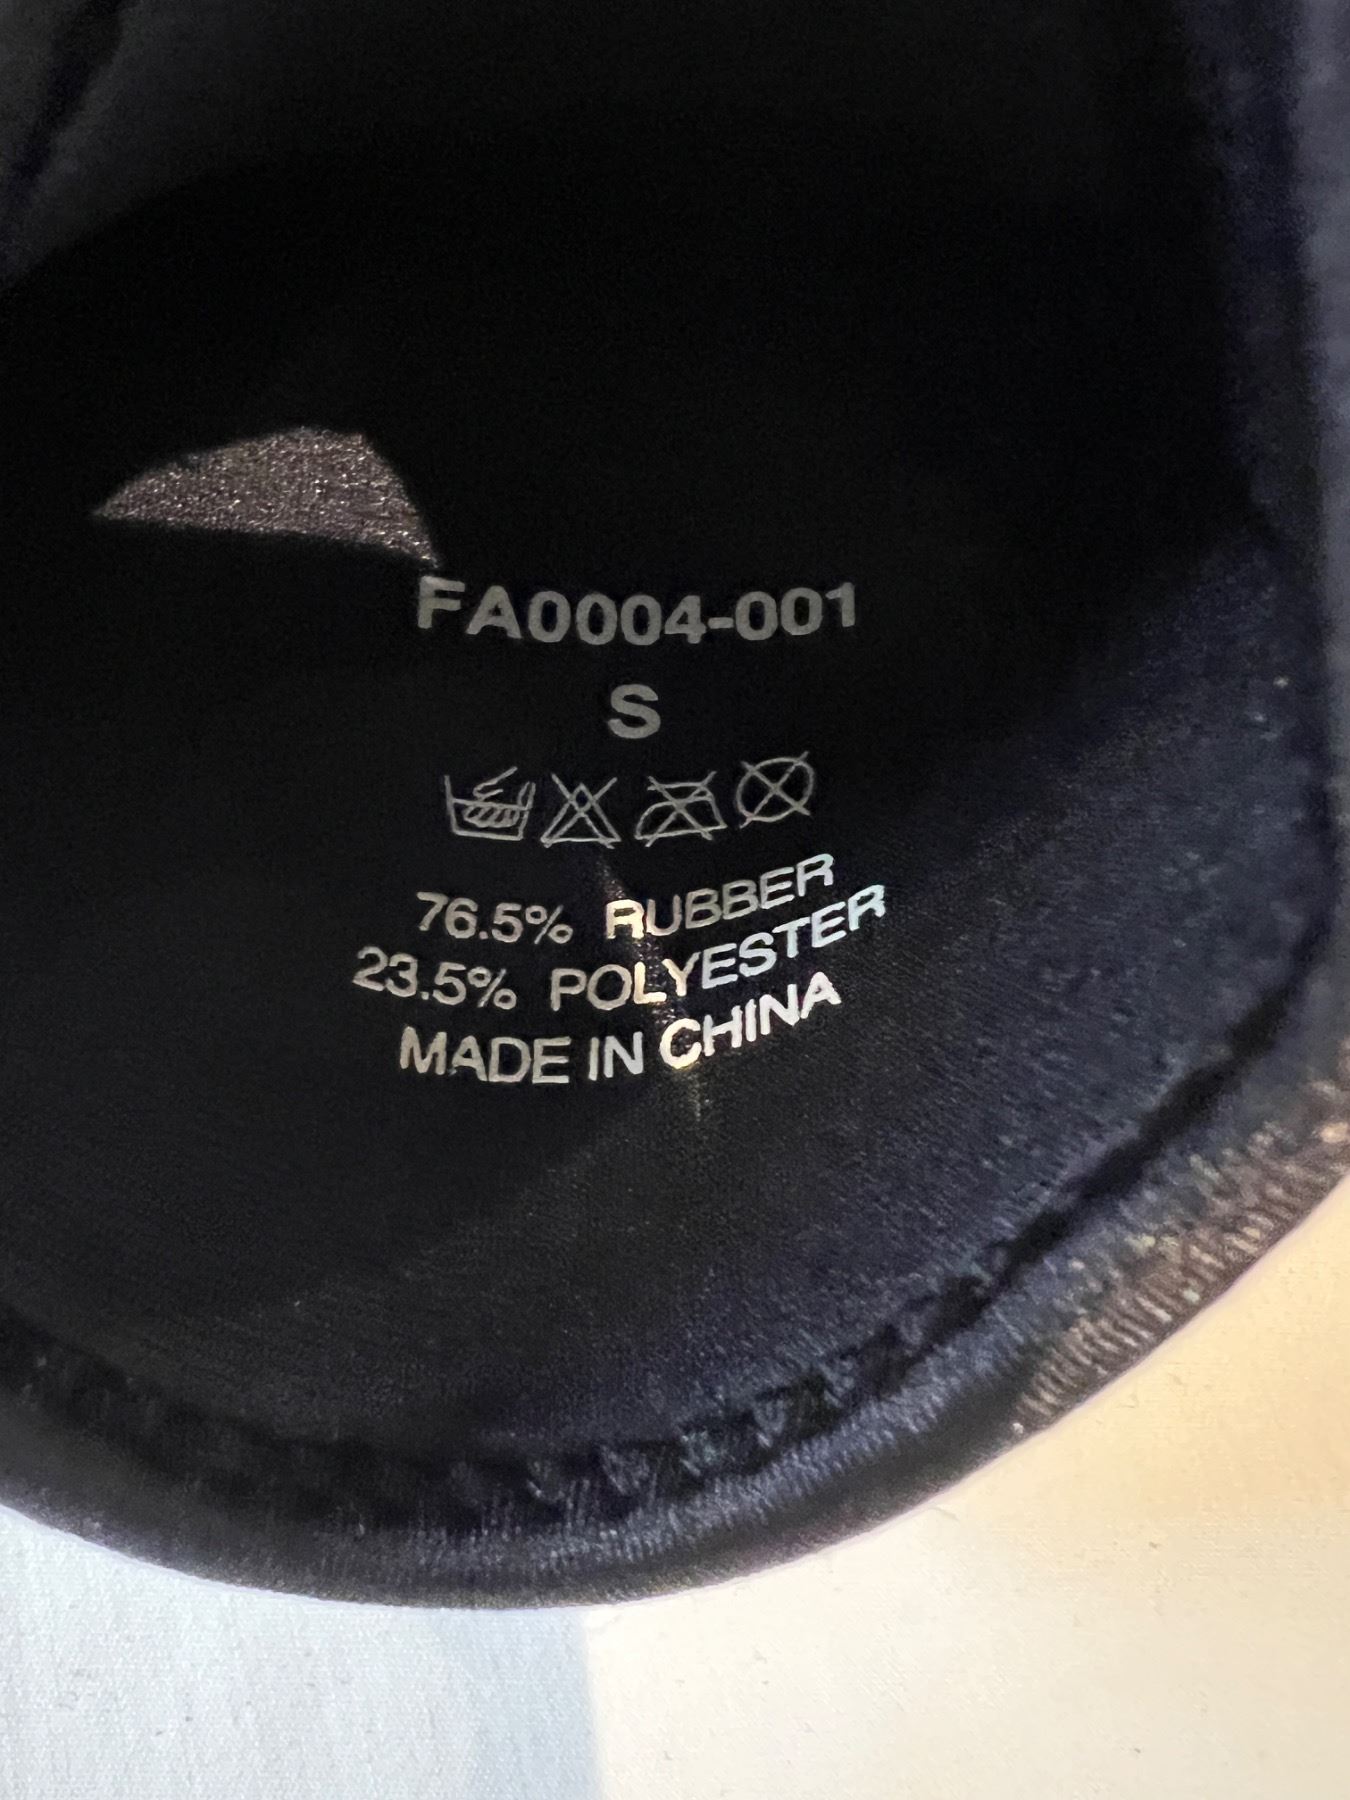 FA0004-001
S
76.5% RUBBER
23.5% POLYESTER
MADE IN CHINA